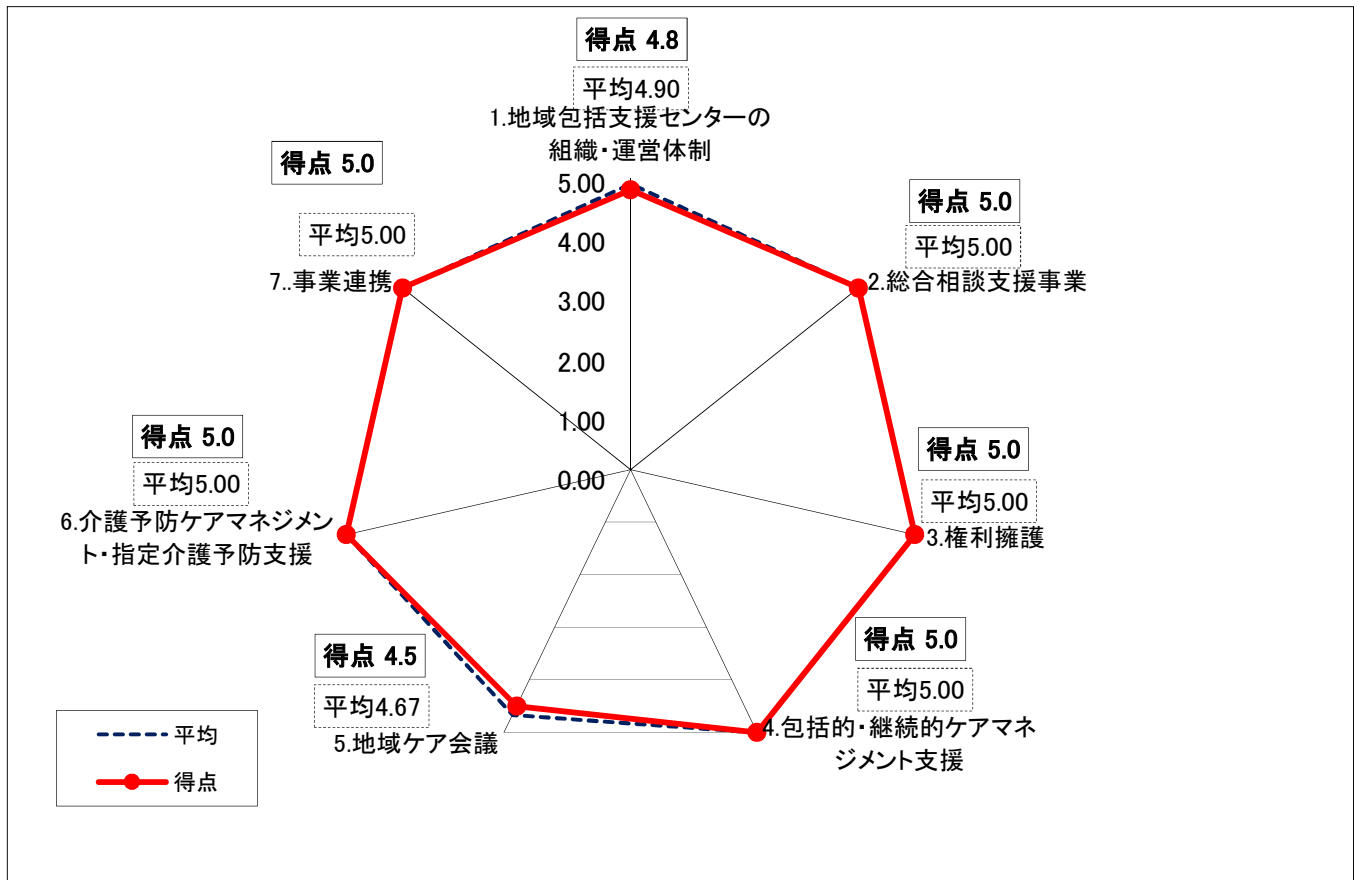 得点 4.8
平均4.90
1.地域包括支援センターの
組織・運営体制
得点 5.0
平均5.00
2.総合相談支援事業
得点 5.0
平均5.00
3.権利擁護
得点 5.0
平均5.00
4.包括的・継続的ケアマネ
ジメント支援
得点 4.5
平均4.67
5.地域ケア会議
得点 5.0
平均5.00
6.介護予防ケアマネジメン
ト・指定介護予防支援
得点 5.0
平均5.00
7..事業連携
5.00
4.00
3.00
2.00
1.00
0.00
平均
得点